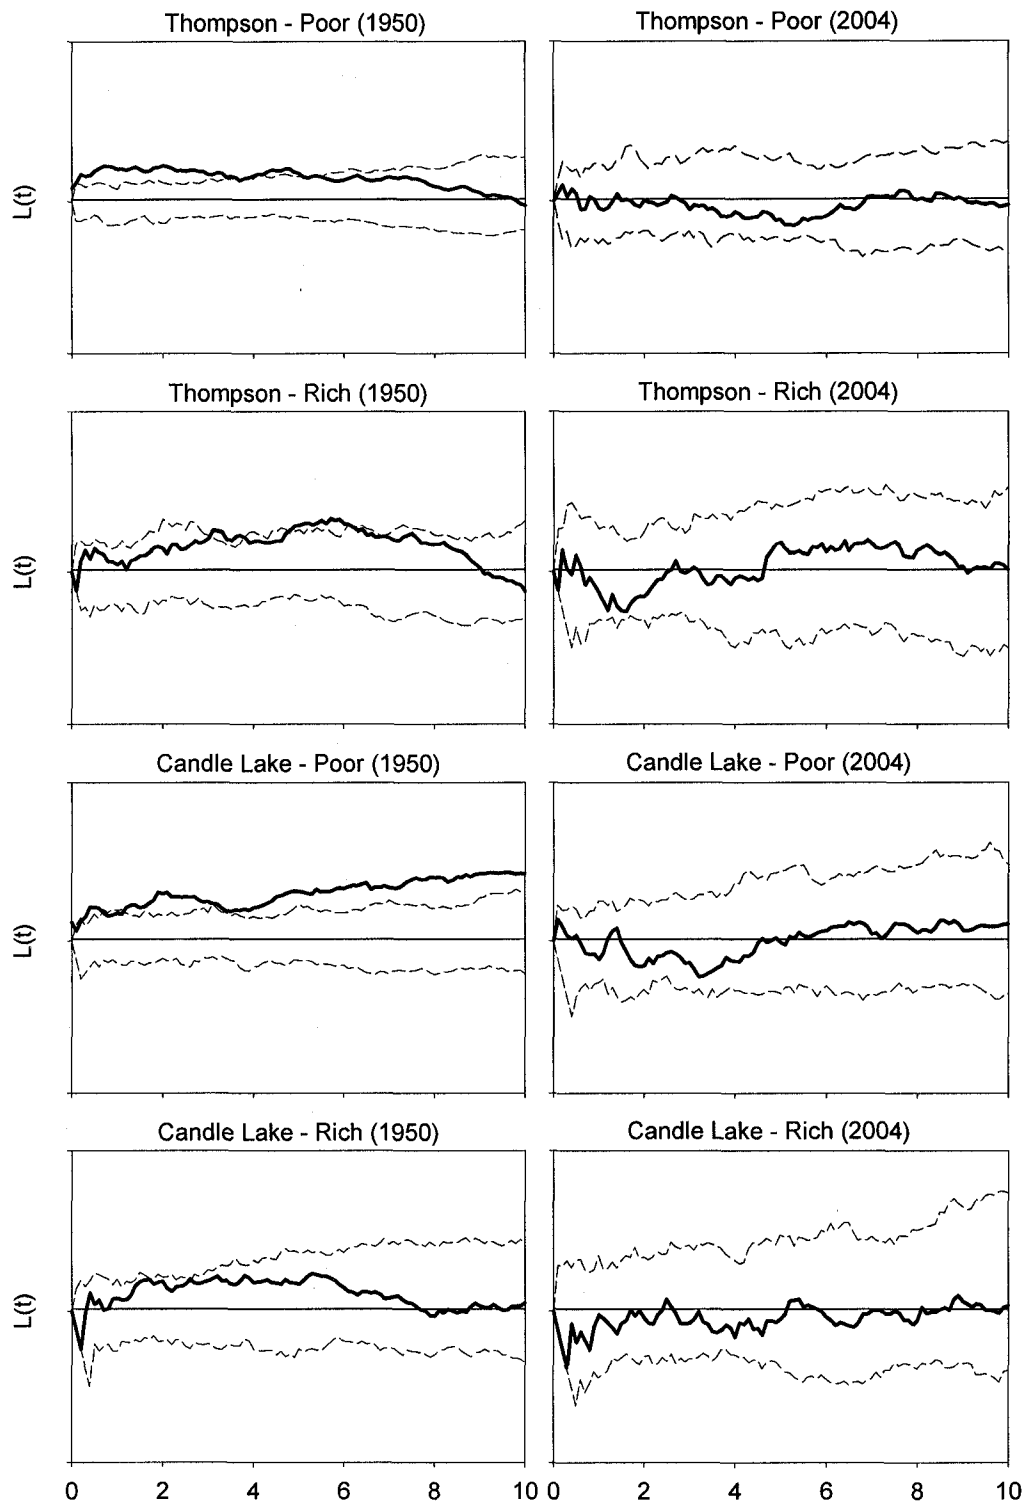 Thompson - Poor (1950) Thompson - Poor (2004)
L(t)
Thompson - Rich (1950) Thompson - Rich (2004)
L(t)
Candle Lake - Poor (1950) Candle Lake - Poor (2004)
L(t)
Candle Lake - Rich (1950) Candle Lake - Rich (2004)
L(t)
0 2 4 6 8 10 0 2 4 6 8 10